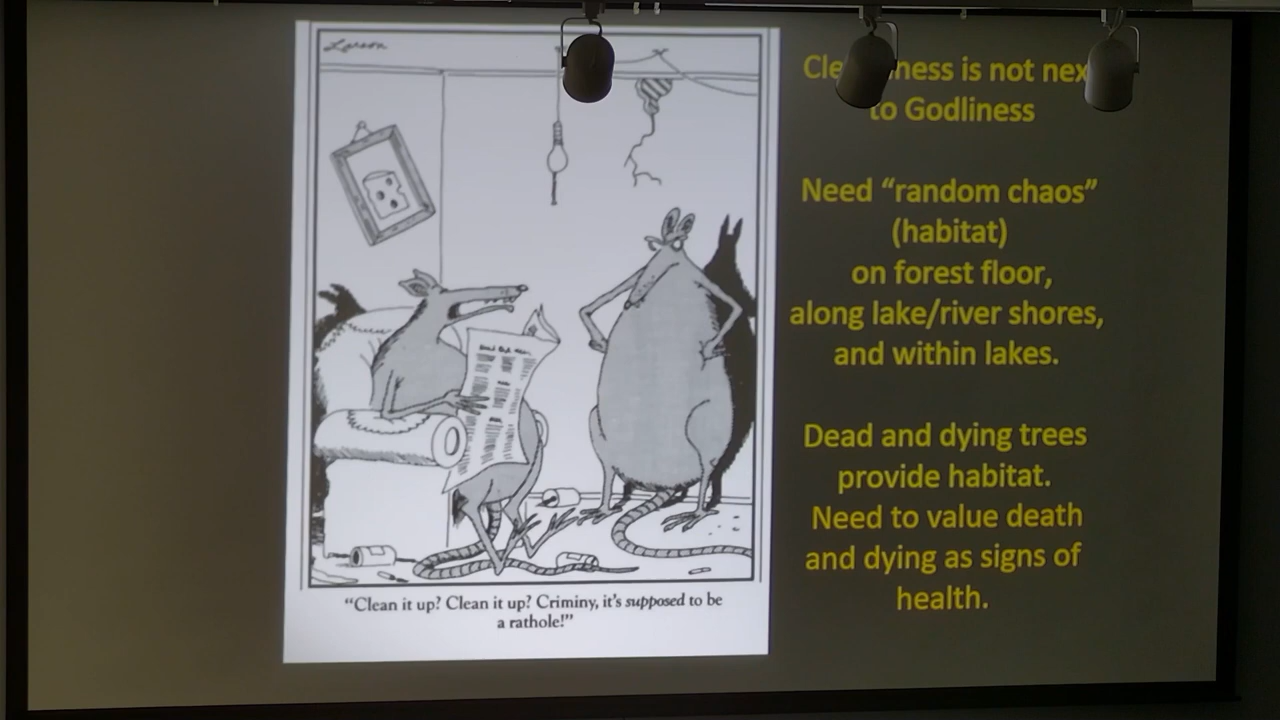 Larson
"Clean it up? Clean it up? Criminy, it's supposed to be
a rathole!"
is not
to Godliness
Need "random chaos"
(habitat)
on forest floor,
along lake/river shores,
and within lakes.
Dead and dying trees
provide habitat.
Need to value death
and dying as signs of
health.